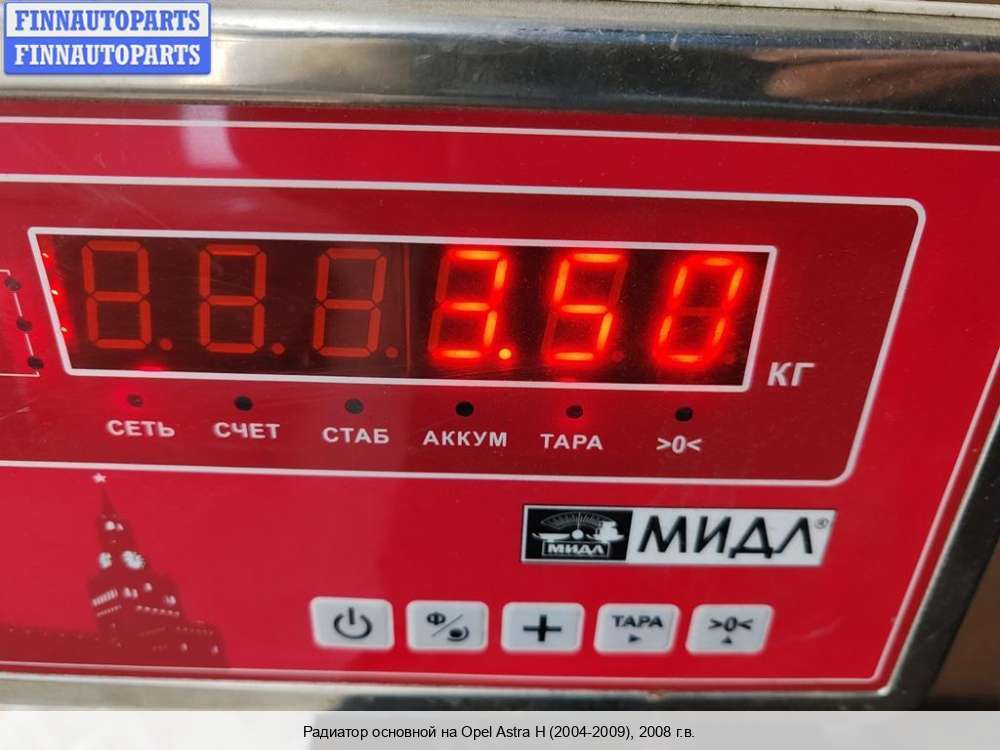 FINNAUTOPARTS
FINNAUTOPARTS
3.50
КГ
СЕТЬ СЧЕТ СТАБ АККУМ ТАРА >0<
МИДЛ МИДЛ®
Ф + ТАРА >0<
Радиатор основной на Opel Astra H (2004-2009), 2008 г.в.